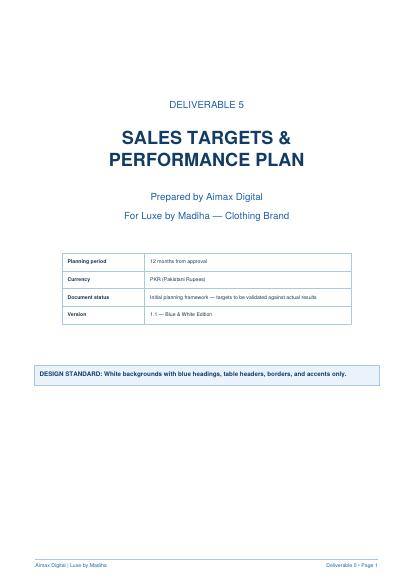 DELIVERABLE 5
SALES TARGETS &
PERFORMANCE PLAN
Prepared by Aimax Digital
For Luxe by Madiha — Clothing Brand
Planning period 12 months from approval
Currency PKR (Pakistani Rupees)
Document status Initial planning framework — targets to be validated against actual results
Version 1.1 — Blue & White Edition
DESIGN STANDARD: White backgrounds with blue headings, table headers, borders, and accents only.
Aimax Digital | Luxe by Madiha Deliverable 5 • Page 1